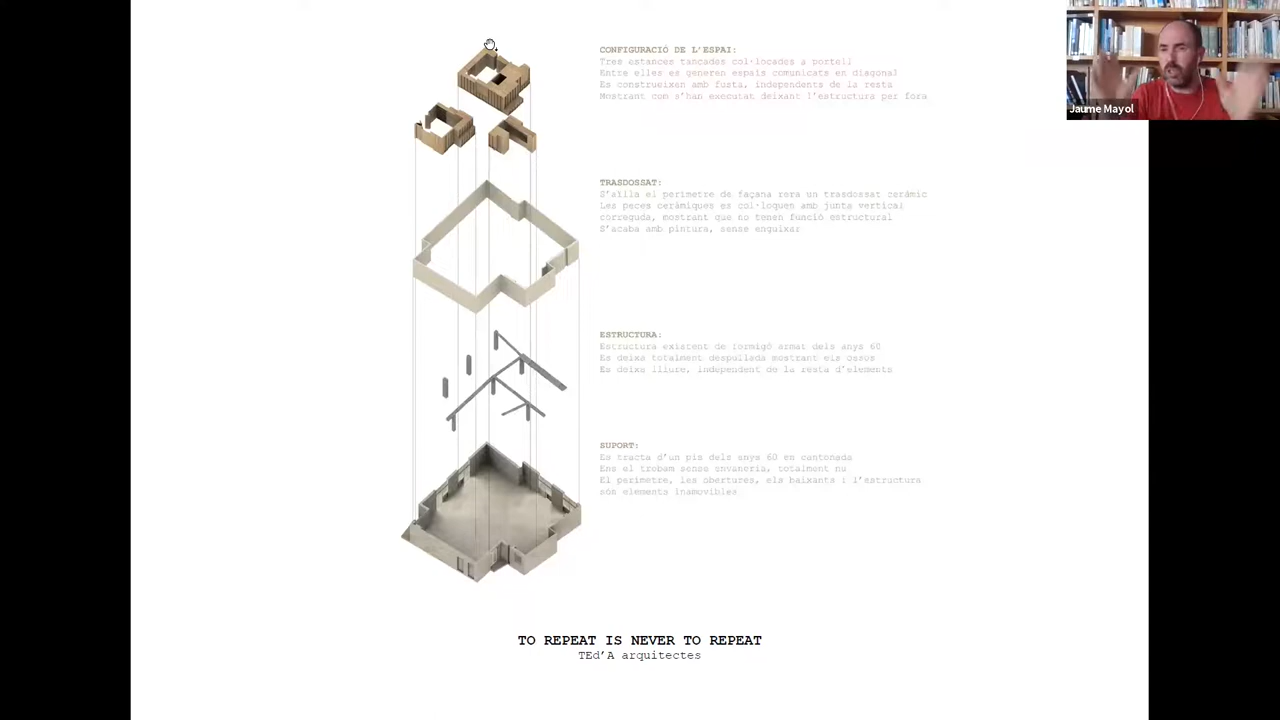 Jaume Mayol
CONFIGURACIÓ DE L'ESPAI:
Tres estances tancades col·locades a portell
Entre elles es generen espais comunicats en diagonal
Es construeixen amb fusta, independents de la resta
Mostrant com s'han executat deixant l'estructura per fora
TRASDOSSAT:
S'aïlla el perímetre de façana rera un trasdossat ceràmic
Les peces ceràmiques es col·loquen amb junta vertical
correguda, mostrant que no tenen funció estructural
S'acaba amb pintura, sense enguixar
ESTRUCTURA:
Estructura existent de formigó armat dels anys 60
Es deixa totalment despullada mostrant els ossos
Es deixa lliure, independent de la resta d'elements
SUPORT:
Es tracta d'un pis dels anys 60 en cantonada
Ens el trobam sense envanoria, totalment nu
El perímetre, les obertures, els baixants i l'estructura
són elements inamovibles
TO REPEAT IS NEVER TO REPEAT
TEd'A arquitectes